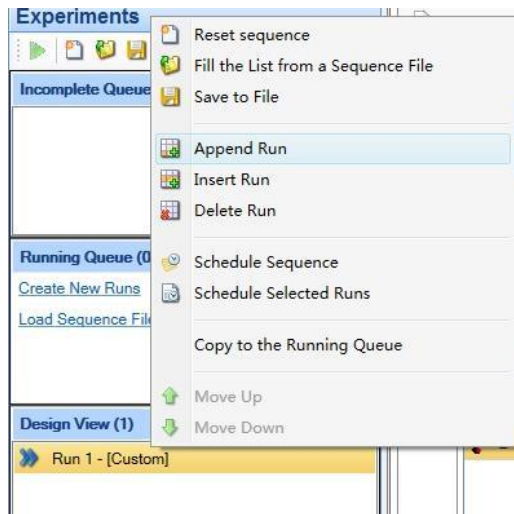 Experiments
Incomplete Queue
Running Queue (0
Create New Runs
Load Sequence File
Design View (1)
Run 1 - [Custom]
Reset sequence
Fill the List from a Sequence File
Save to File
Append Run
Insert Run
Delete Run
Schedule Sequence
Schedule Selected Runs
Copy to the Running Queue
Move Up
Move Down